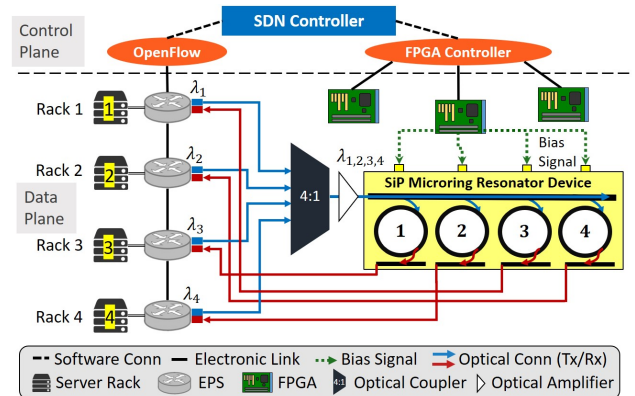 SDN Controller
Control
Plane
OpenFlow
FPGA Controller
Rack 1
1
λ1
Rack 2
2
λ2
λ1,2,3,4
Bias
Signal
Data
Plane
4:1
SiP Microring Resonator Device
1 2 3 4
Rack 3
3
λ3
Rack 4
4
λ4
Software Conn Electronic Link Bias Signal Optical Conn (Tx/Rx)
Server Rack EPS FPGA 4:1 Optical Coupler Optical Amplifier